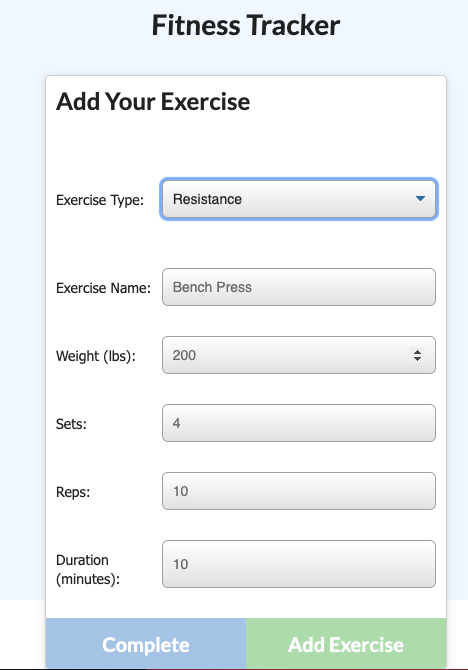 Fitness Tracker
Add Your Exercise
Exercise Type: Resistance
Exercise Name: Bench Press
Weight (lbs): 200
Sets: 4
Reps: 10
Duration
(minutes): 10
Complete Add Exercise